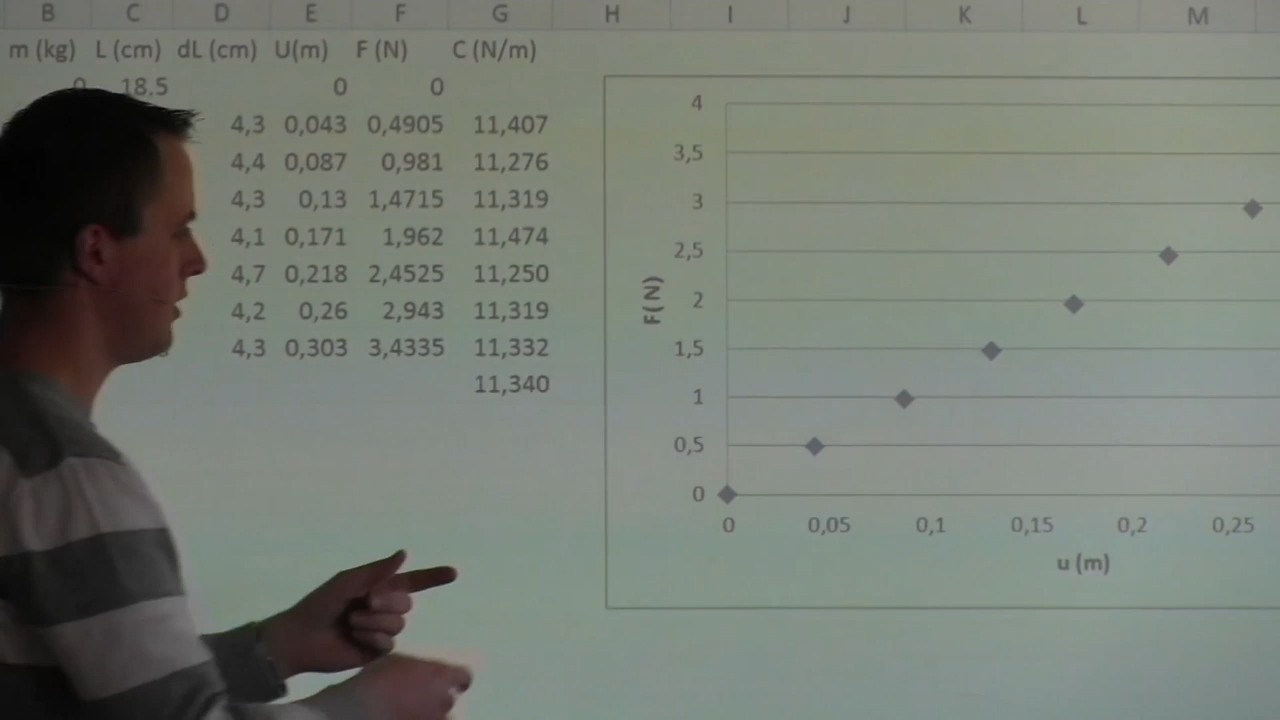 B C D E F G H I J K L M
m (kg) L (cm) dL (cm) U(m) F (N) C (N/m)
0 18,5 0 0
4,3 0,043 0,4905 11,407
4,4 0,087 0,981 11,276
4,3 0,13 1,4715 11,319
4,1 0,171 1,962 11,474
4,7 0,218 2,4525 11,250
4,2 0,26 2,943 11,319
4,3 0,303 3,4335 11,332
11,340
4
3,5
3
2,5
2
1,5
1
0,5
0
F(N)
0 0,05 0,1 0,15 0,2 0,25
u (m)